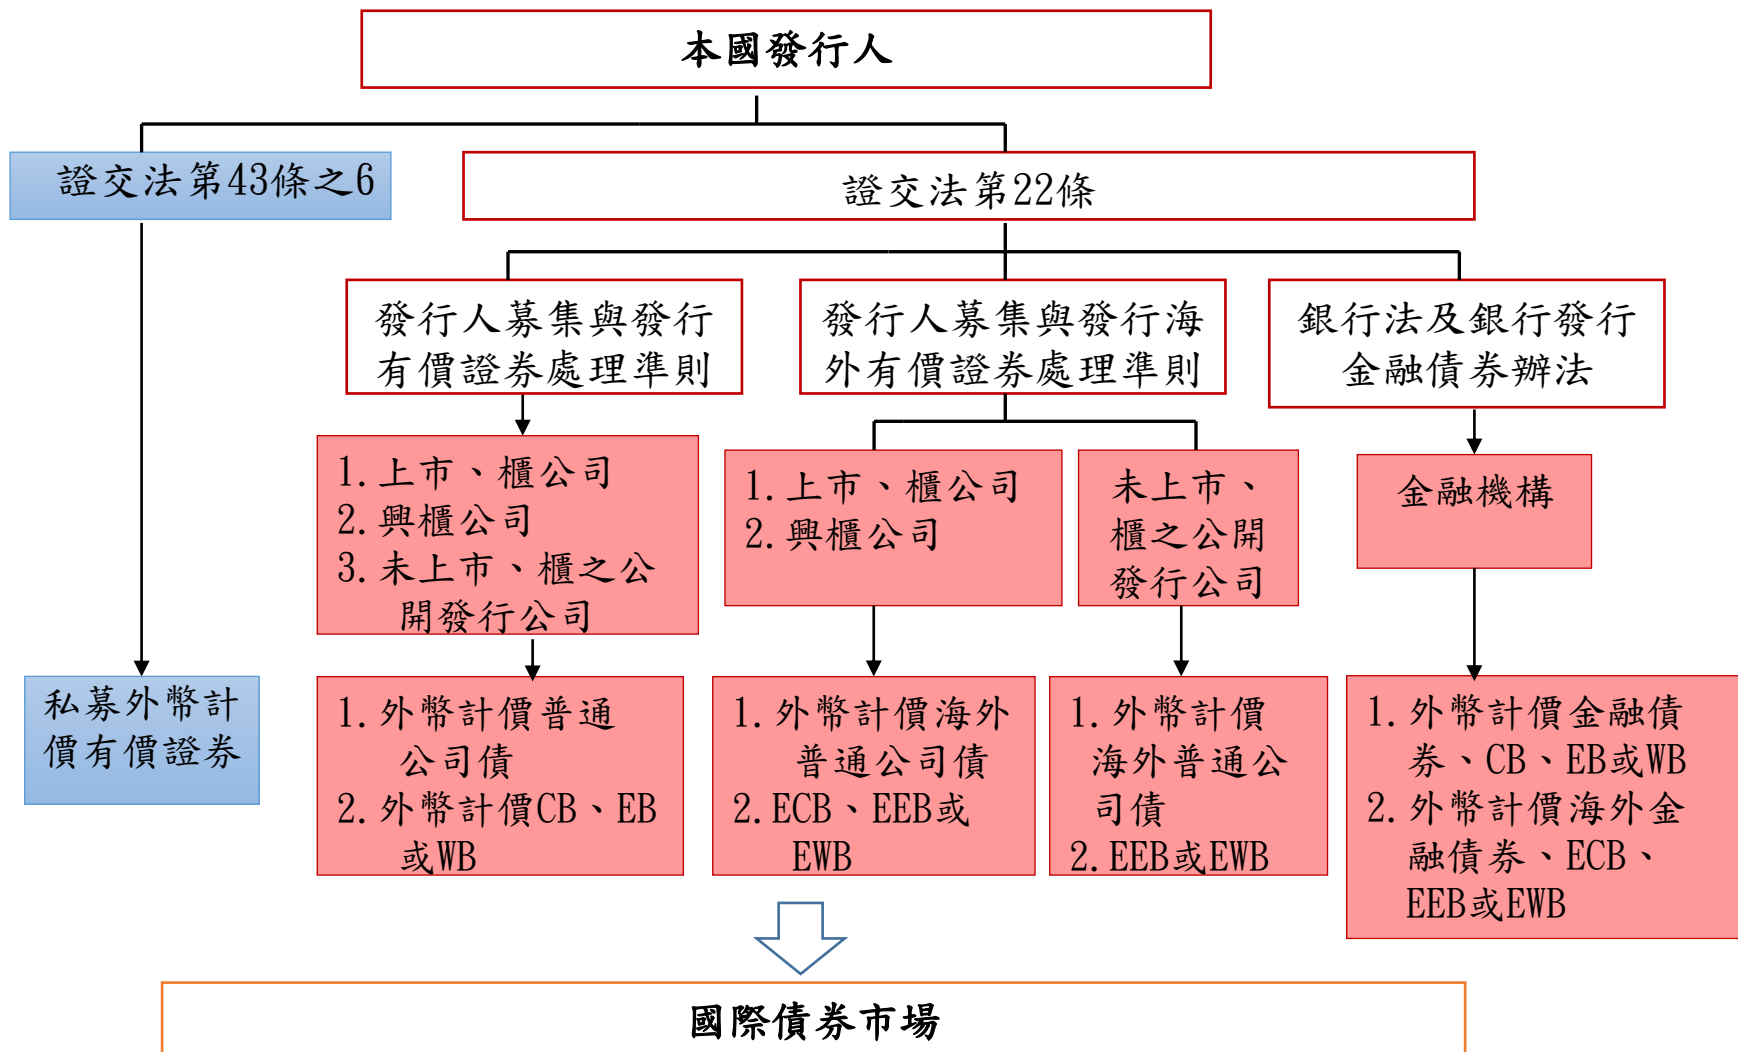 本國發行人
證交法第43條之6
證交法第22條
發行人募集與發行
有價證券處理準則
發行人募集與發行海
外有價證券處理準則
銀行法及銀行發行
金融債券辦法
1.上市、櫃公司
2.興櫃公司
3.未上市、櫃之公
開發行公司
1.上市、櫃公司
2.興櫃公司
未上市、
櫃之公開
發行公司
金融機構
私募外幣計
價有價證券
1.外幣計價普通
公司債
2.外幣計價CB、EB
或WB
1.外幣計價海外
普通公司債
2.ECB、EEB或
EWB
1.外幣計價
海外普通公
司債
2.EEB或EWB
1.外幣計價金融債
券、CB、EB或WB
2.外幣計價海外金
融債券、ECB、
EEB或EWB
國際債券市場